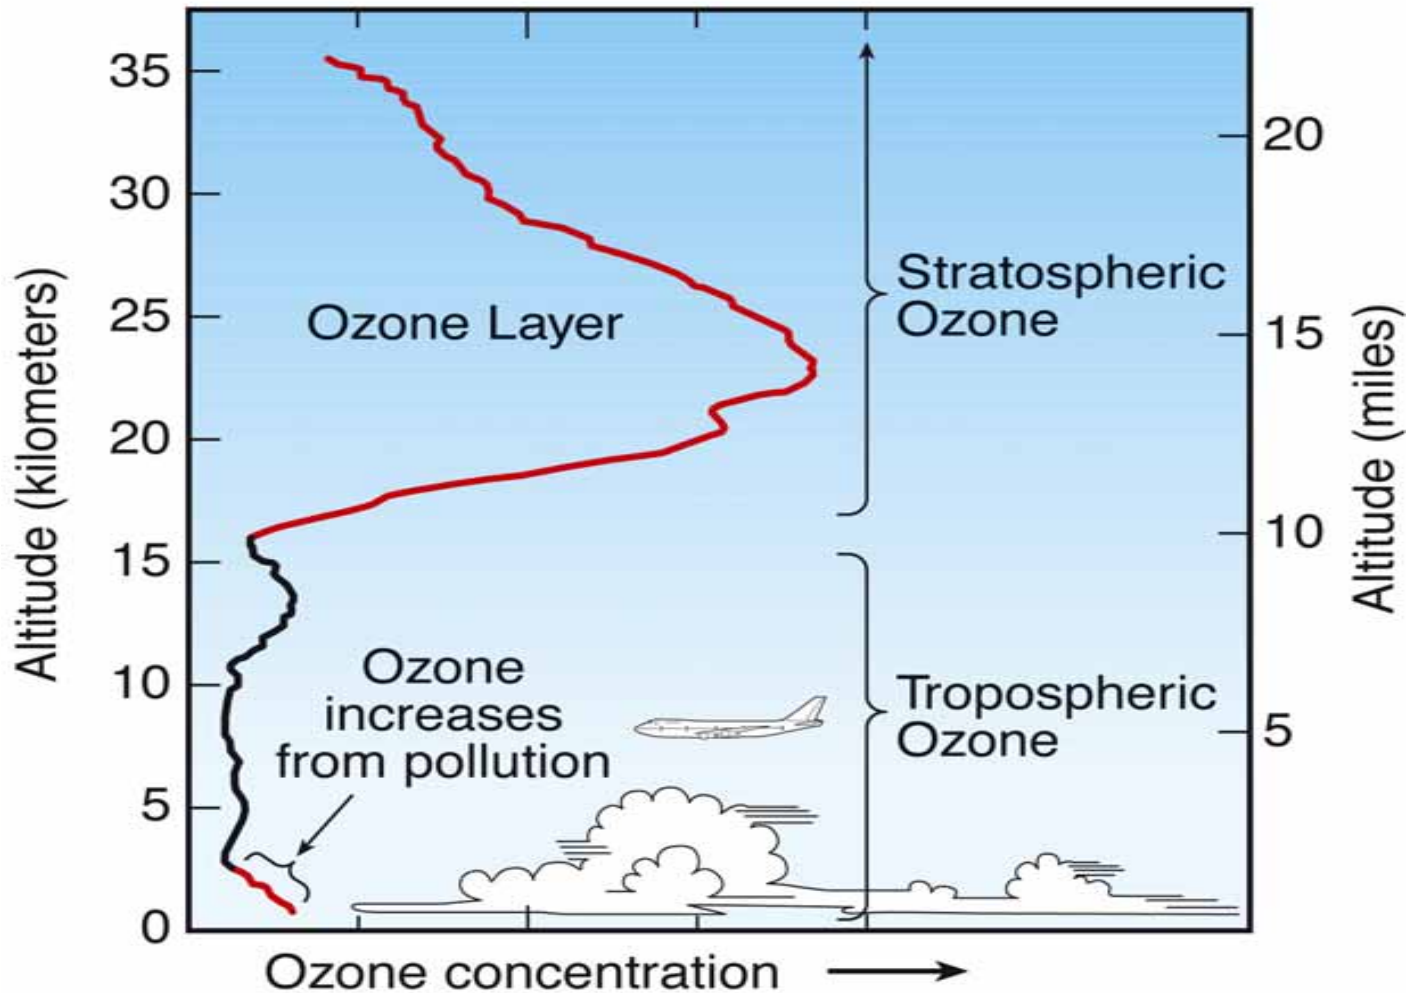 Altitude (kilometers)
35
30
25
20
15
10
5
0
Ozone Layer
Ozone
increases
from pollution
Stratospheric
Ozone
Tropospheric
Ozone
20
15
10
5
Altitude (miles)
Ozone concentration